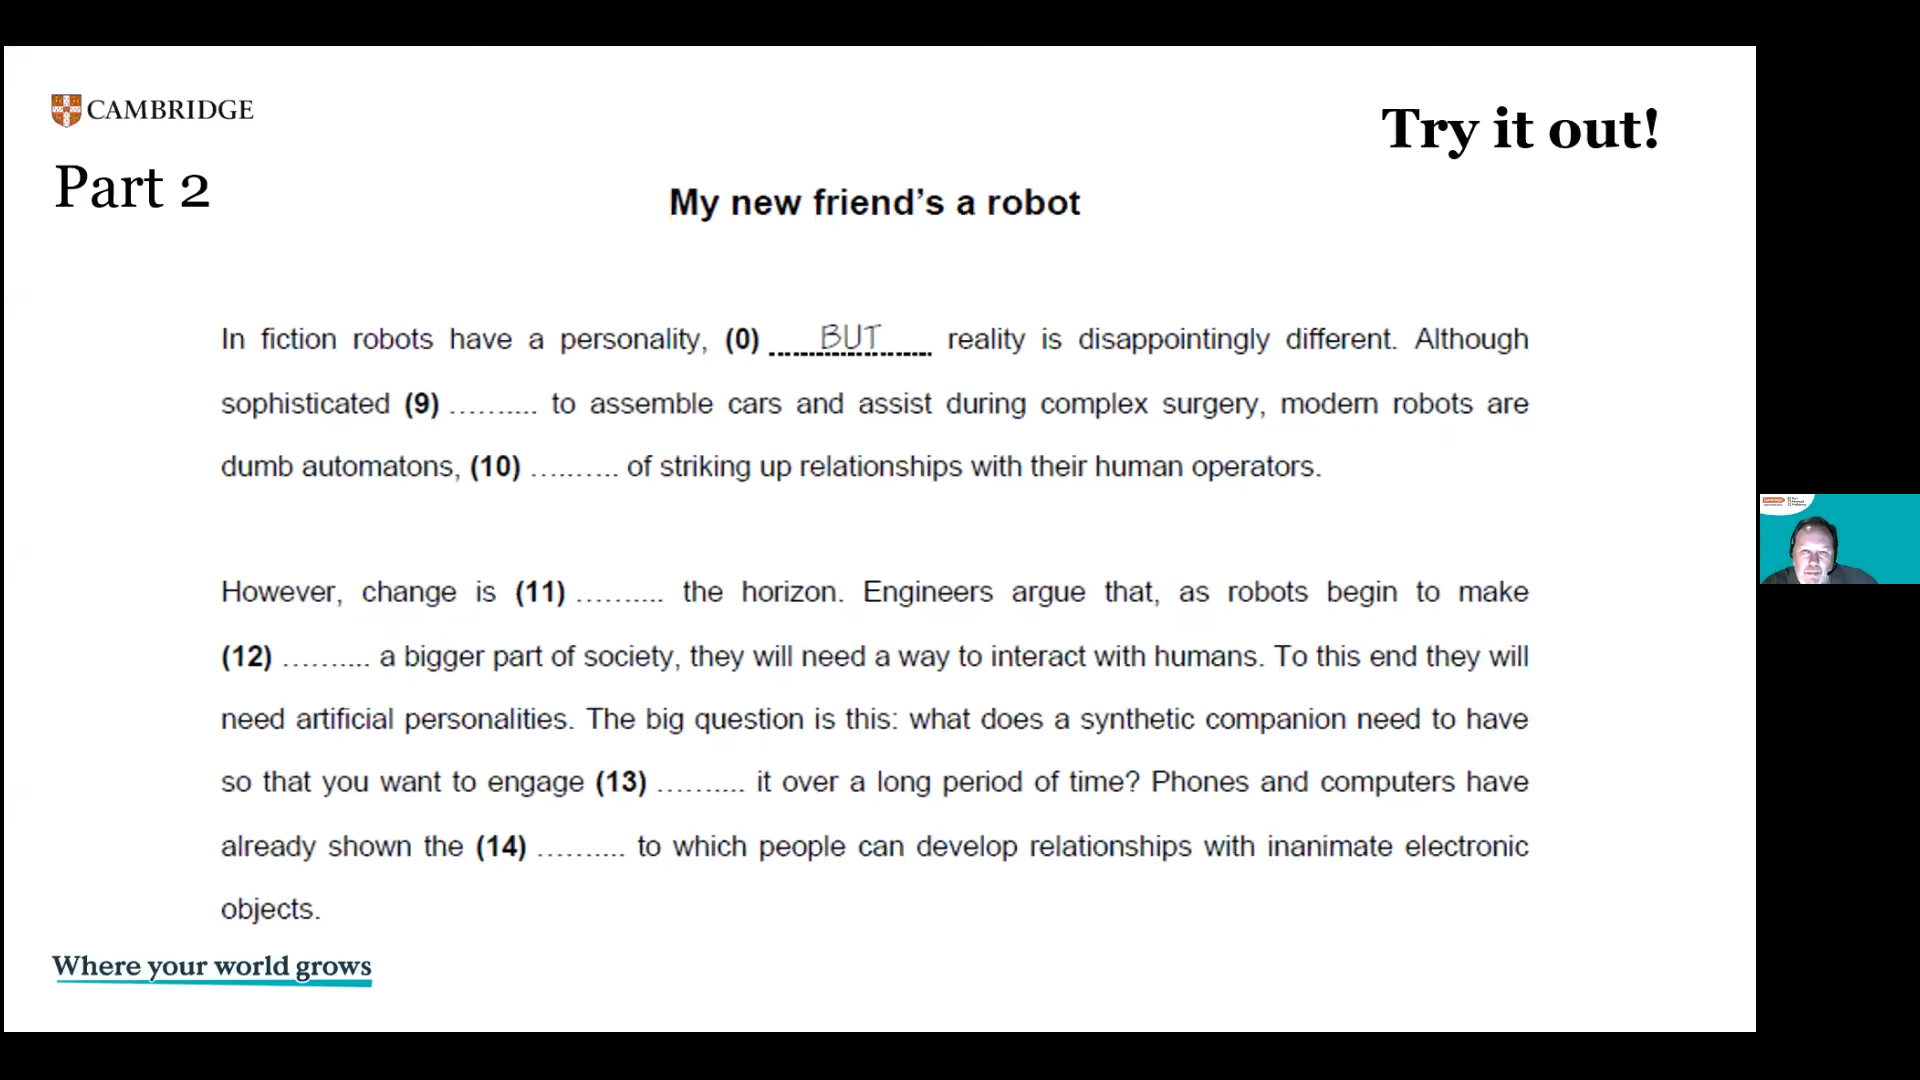 CAMBRIDGE
Try it out!
Part 2
My new friend's a robot
In fiction robots have a personality, (0) BUT reality is disappointingly different. Although
sophisticated (9) .......... to assemble cars and assist during complex surgery, modern robots are
dumb automatons, (10) .......... of striking up relationships with their human operators.
However, change is (11) .......... the horizon. Engineers argue that, as robots begin to make
(12) .......... a bigger part of society, they will need a way to interact with humans. To this end they will
need artificial personalities. The big question is this: what does a synthetic companion need to have
so that you want to engage (13) .......... it over a long period of time? Phones and computers have
already shown the (14) .......... to which people can develop relationships with inanimate electronic
objects.
Where your world grows